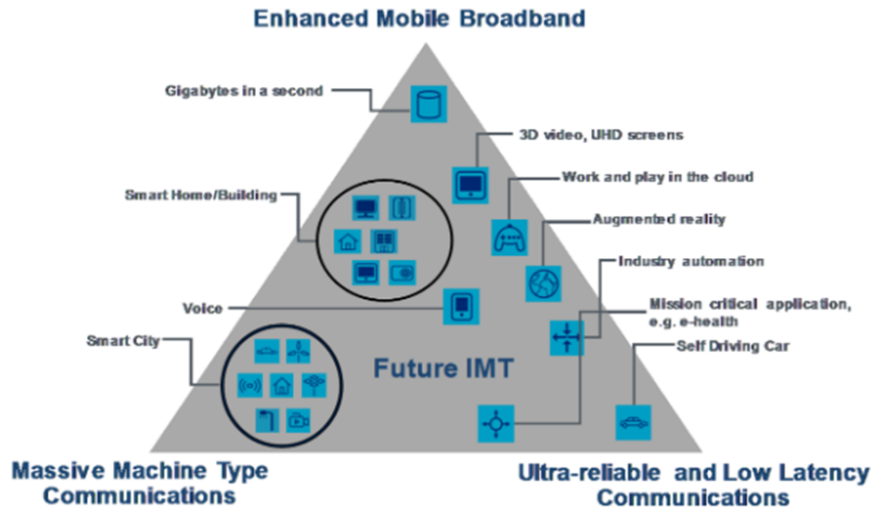 Enhanced Mobile Broadband
Gigabytes in a second
3D video, UHD screens
Work and play in the cloud
Smart Home/Building
Augmented reality
Industry automation
Voice
Mission critical application,
e.g. e-health
Smart City
Self Driving Car
Future IMT
Massive Machine Type
Communications
Ultra-reliable and Low Latency
Communications